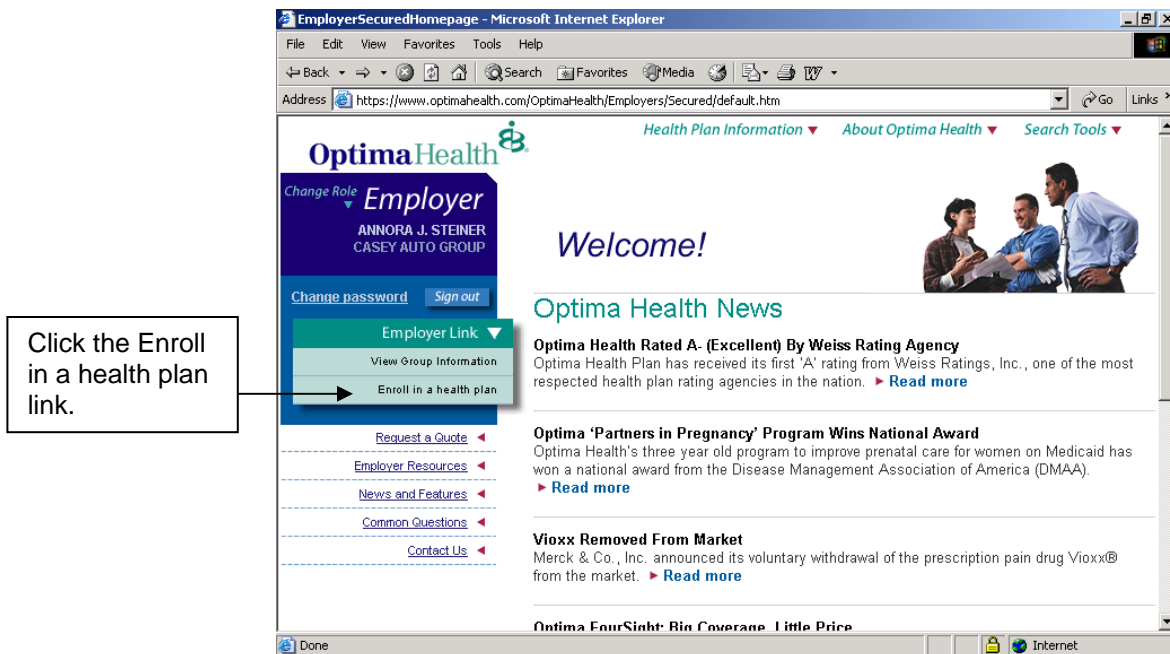 EmployerSecuredHomepage - Microsoft Internet Explorer
File Edit View Favorites Tools Help
Back Search Favorites Media
Address https://www.optimahealth.com/OptimaHealth/Employers/Secured/default.htm Go Links »
Health Plan Information ▼ About Optima Health ▼ Search Tools ▼
OptimaHealth
Change Role ▼ Employer
ANNORA J. STEINER
CASEY AUTO GROUP
Welcome!
Change password Sign out
Employer Link ▼
View Group Information
Enroll in a health plan
Click the Enroll
in a health plan
link.
Request a Quote
Employer Resources
News and Features
Common Questions
Contact Us
Optima Health News
Optima Health Rated A- (Excellent) By Weiss Rating Agency
Optima Health Plan has received its first 'A' rating from Weiss Ratings, Inc., one of the most
respected health plan rating agencies in the nation. ► Read more
Optima ‘Partners in Pregnancy’ Program Wins National Award
Optima Health's three year old program to improve prenatal care for women on Medicaid has
won a national award from the Disease Management Association of America (DMAA).
► Read more
Vioxx Removed From Market
Merck & Co., Inc. announced its voluntary withdrawal of the prescription pain drug Vioxx®
from the market. ► Read more
Optima FourSight: Big Coverage, Little Price
Done Internet